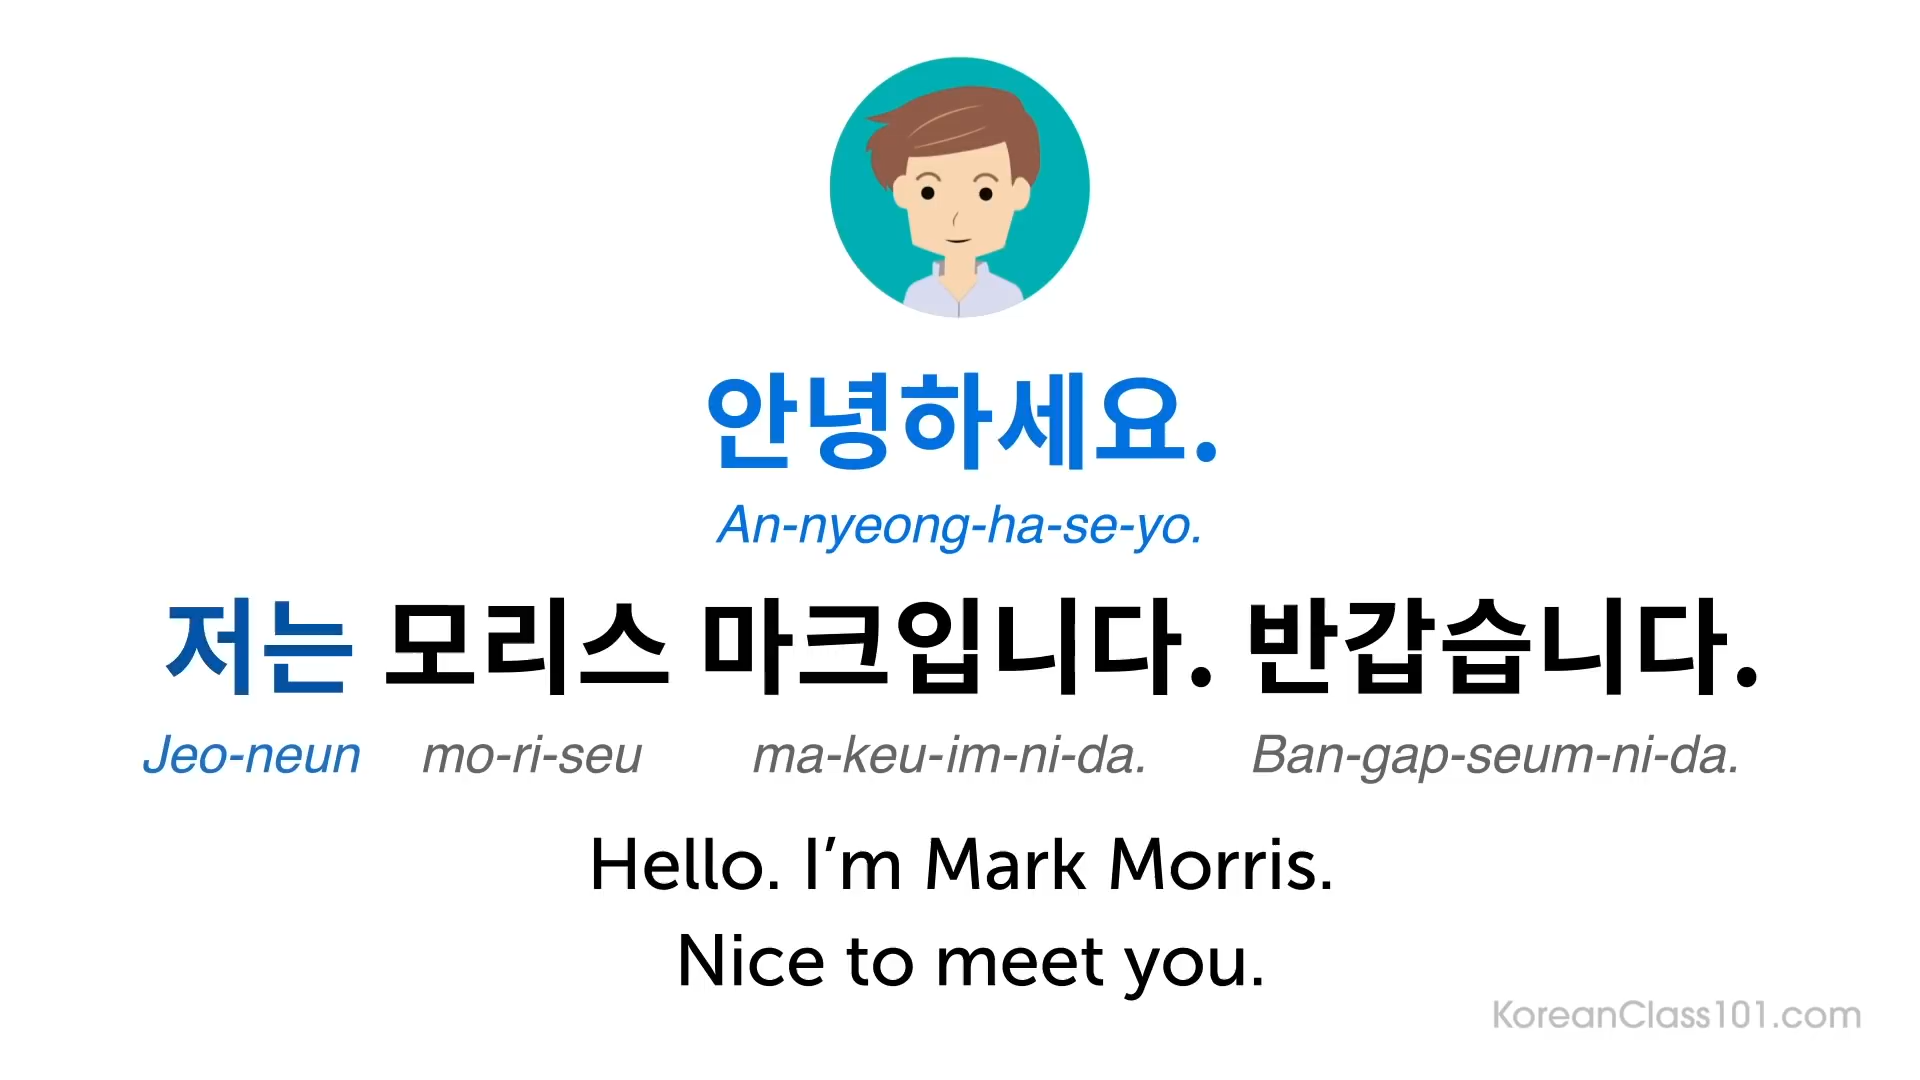 안녕하세요.
An-nyeong-ha-se-yo.
저는 모리스 마크입니다. 반갑습니다.
Jeo-neun mo-ri-seu ma-keu-im-ni-da. Ban-gap-seum-ni-da.
Hello. I’m Mark Morris.
Nice to meet you.
KoreanClass101.com